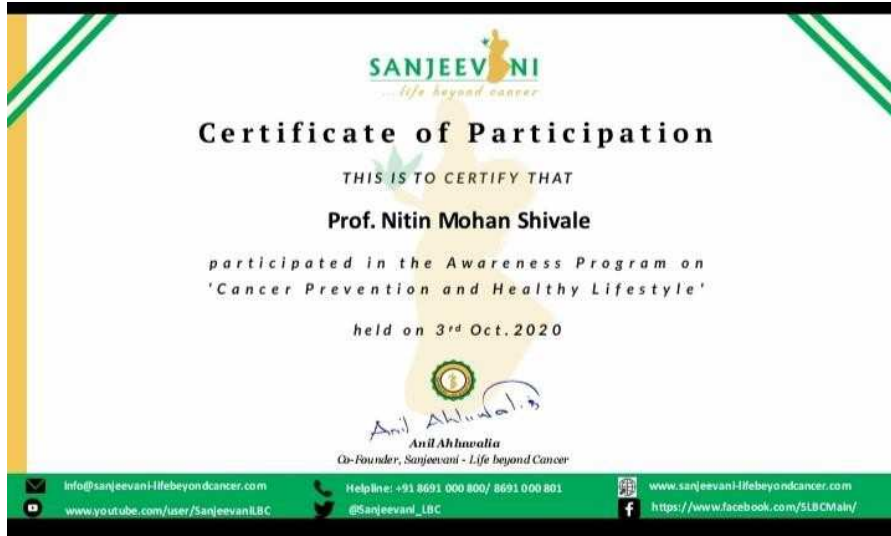 SANJEEVANI
... life beyond cancer
Certificate of Participation
THIS IS TO CERTIFY THAT
Prof. Nitin Mohan Shivale
participated in the Awareness Program on
'Cancer Prevention and Healthy Lifestyle'
held on 3rd Oct.2020
Anil Ahluwalia
Anil Ahluwalia
Co-Founder, Sanjeevani - Life beyond Cancer
info@sanjeevani-lifebeyondcancer.com
Helpline: +91 8691 000 800/ 8691 000 801
www.sanjeevani-lifebeyondcancer.com
www.youtube.com/user/SanjeevaniLBC
@Sanjeevani_LBC
https://www.facebook.com/SLBCMain/